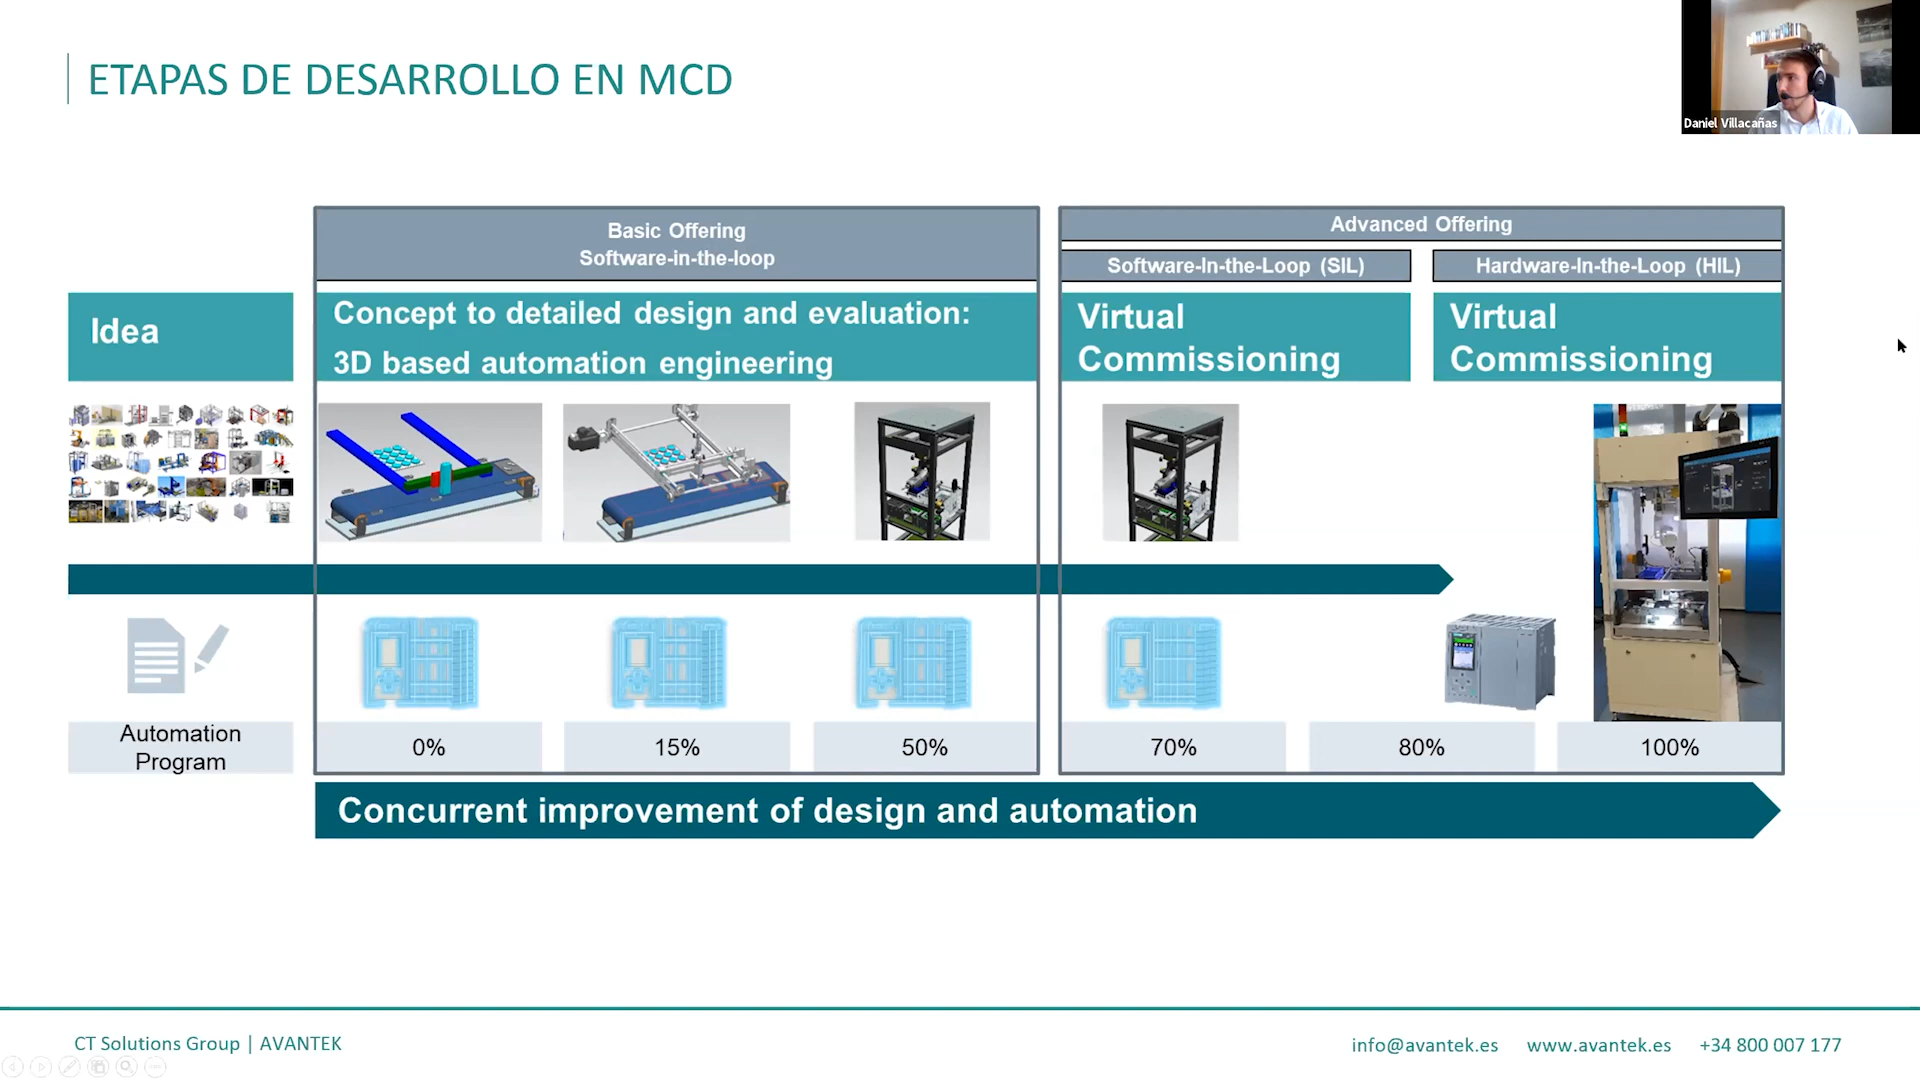 ETAPAS DE DESARROLLO EN MCD
Daniel Villacañas
Basic Offering
Software-in-the-loop
Advanced Offering
Software-In-the-Loop (SIL)
Hardware-In-the-Loop (HIL)
Idea
Concept to detailed design and evaluation:
3D based automation engineering
Virtual
Commissioning
Virtual
Commissioning
Automation
Program
0%
15%
50%
70%
80%
100%
Concurrent improvement of design and automation
CT Solutions Group | AVANTEK
info@avantek.es
www.avantek.es
+34 800 007 177